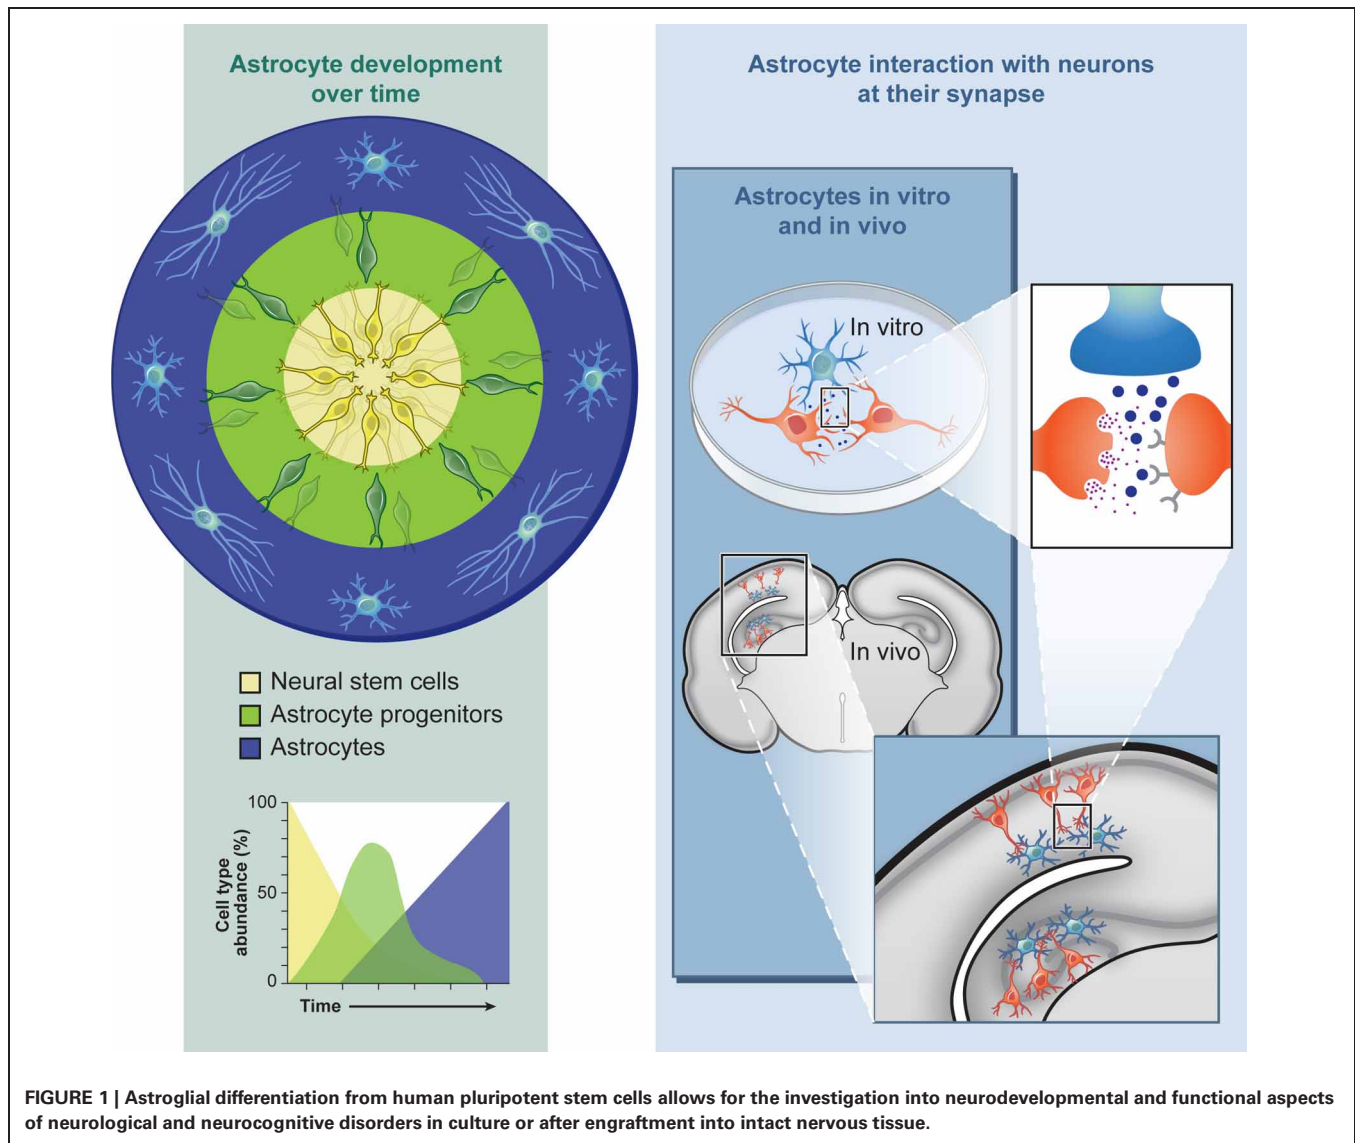 Astrocyte development
over time
Astrocyte interaction with neurons
at their synapse
Astrocytes in vitro
and in vivo
In vitro
In vivo
Neural stem cells
Astrocyte progenitors
Astrocytes
100
50
0
Cell type
abundance (%)
Time
FIGURE 1 | Astroglial differentiation from human pluripotent stem cells allows for the investigation into neurodevelopmental and functional aspects
of neurological and neurocognitive disorders in culture or after engraftment into intact nervous tissue.